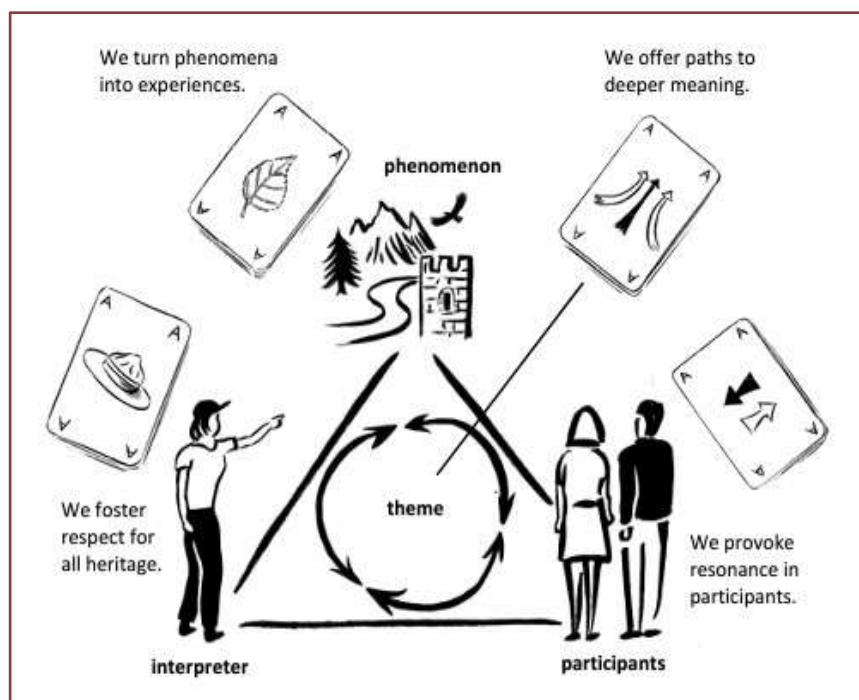 We turn phenomena
into experiences.
We offer paths to
deeper meaning.
A
A
A
A
A
A
A
A
phenomenon
A
A
A
A
A
A
A
A
theme
We foster
respect for
all heritage.
We provoke
resonance in
participants.
interpreter
participants